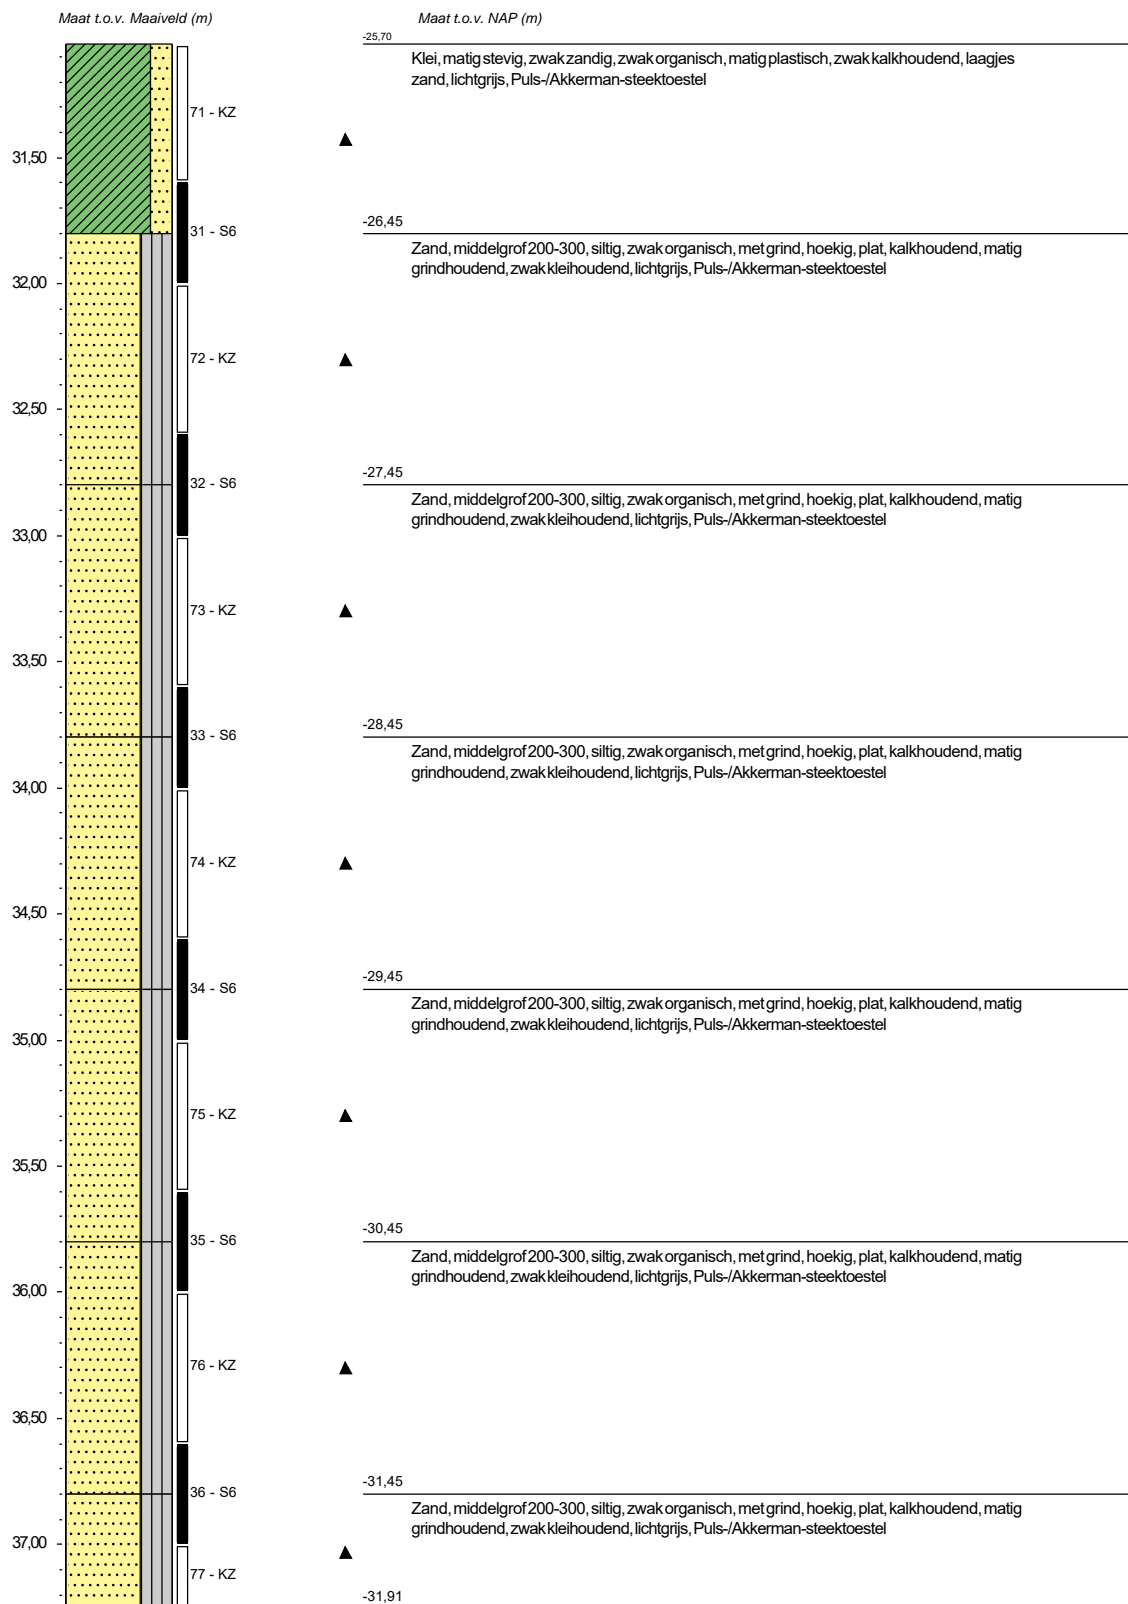 Maat t.o.v. Maaiveld (m)
Maat t.o.v. NAP (m)
-25,70
Klei, matig stevig, zwak zandig, zwak organisch, matig plastisch, zwak kalkhoudend, laagjes
zand, lichtgrijs, Puls-/Akkerman-steektoestel
71 - KZ
31,50
-26,45
31 - S6
Zand, middelgrof 200-300, siltig, zwak organisch, met grind, hoekig, plat, kalkhoudend, matig
grindhoudend, zwak kleihoudend, lichtgrijs, Puls-/Akkerman-steektoestel
32,00
72 - KZ
32,50
-27,45
32 - S6
Zand, middelgrof 200-300, siltig, zwak organisch, met grind, hoekig, plat, kalkhoudend, matig
grindhoudend, zwak kleihoudend, lichtgrijs, Puls-/Akkerman-steektoestel
33,00
73 - KZ
33,50
-28,45
33 - S6
Zand, middelgrof 200-300, siltig, zwak organisch, met grind, hoekig, plat, kalkhoudend, matig
grindhoudend, zwak kleihoudend, lichtgrijs, Puls-/Akkerman-steektoestel
34,00
74 - KZ
34,50
-29,45
34 - S6
Zand, middelgrof 200-300, siltig, zwak organisch, met grind, hoekig, plat, kalkhoudend, matig
grindhoudend, zwak kleihoudend, lichtgrijs, Puls-/Akkerman-steektoestel
35,00
75 - KZ
35,50
-30,45
35 - S6
Zand, middelgrof 200-300, siltig, zwak organisch, met grind, hoekig, plat, kalkhoudend, matig
grindhoudend, zwak kleihoudend, lichtgrijs, Puls-/Akkerman-steektoestel
36,00
76 - KZ
36,50
-31,45
36 - S6
Zand, middelgrof 200-300, siltig, zwak organisch, met grind, hoekig, plat, kalkhoudend, matig
grindhoudend, zwak kleihoudend, lichtgrijs, Puls-/Akkerman-steektoestel
37,00
77 - KZ
-31,91